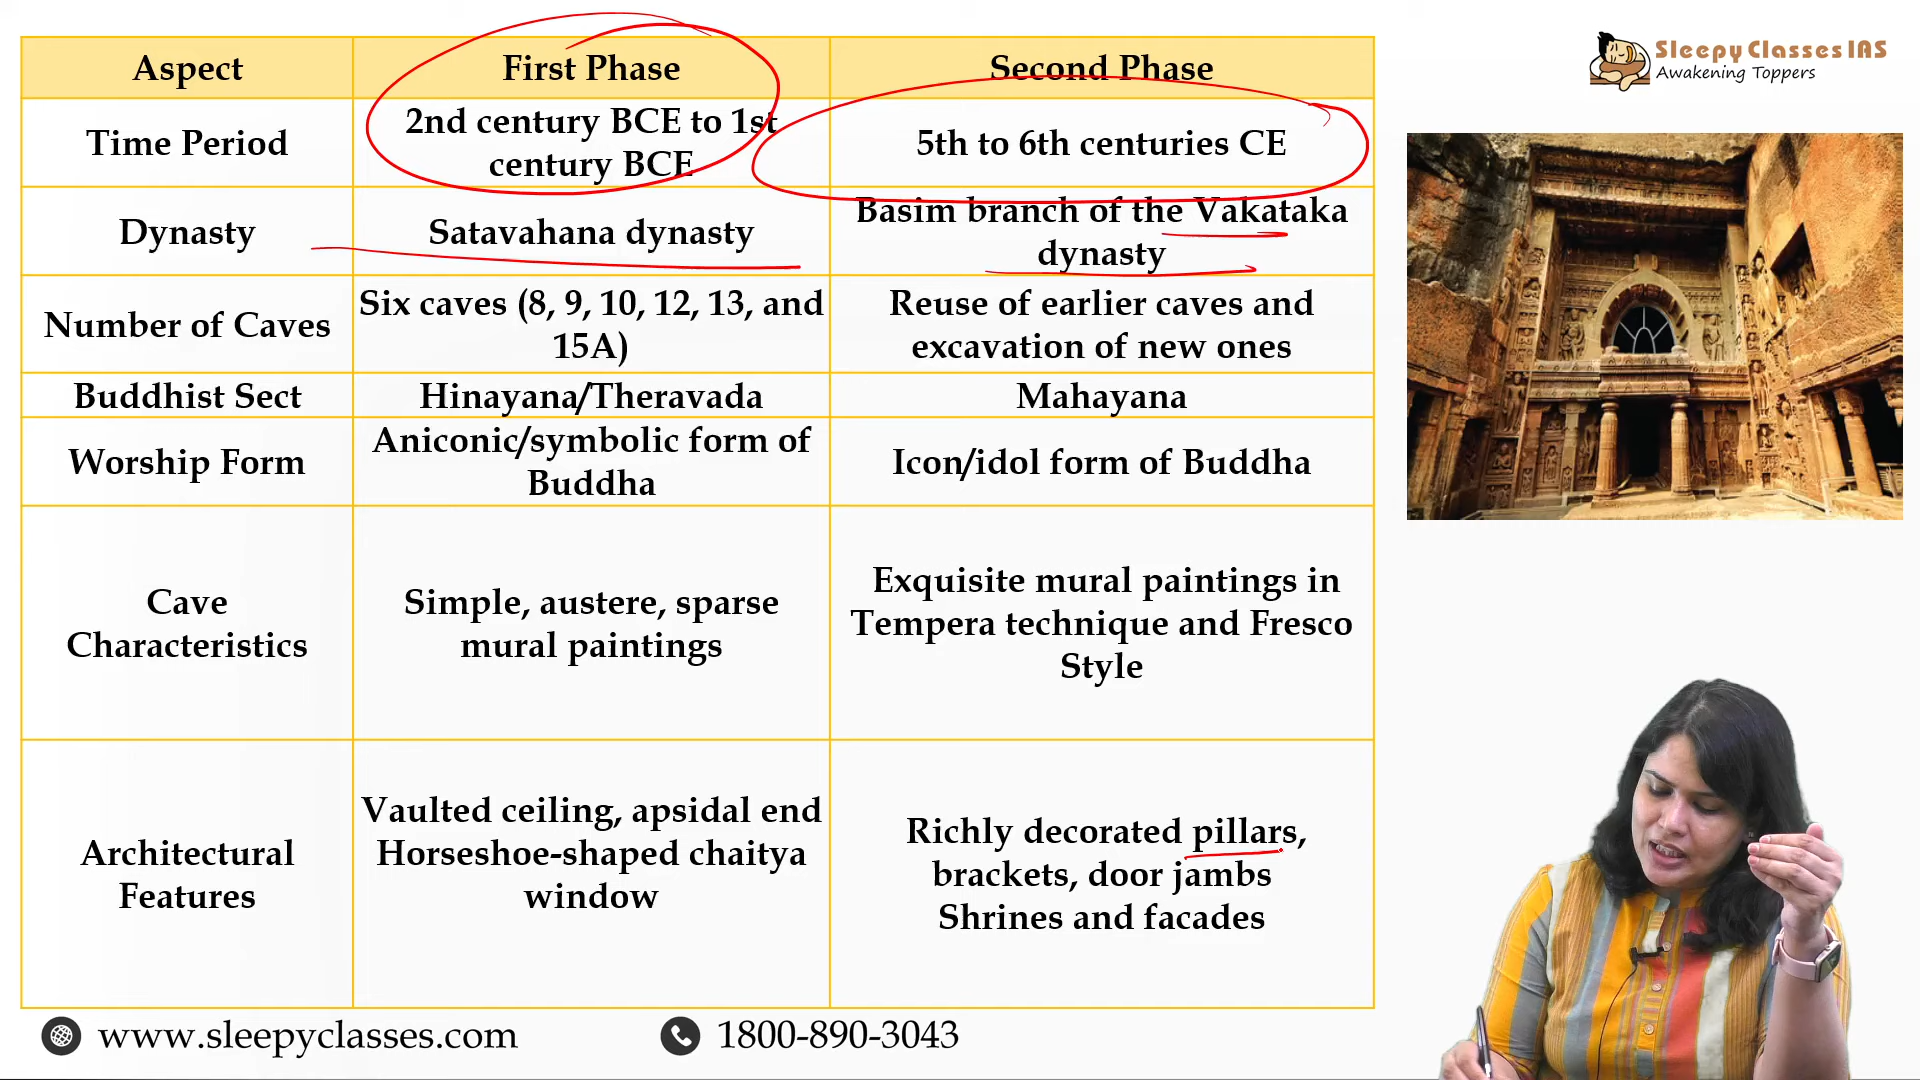 Aspect
First Phase
Second Phase
Sleepy Classes IAS
Awakening Toppers
Time Period
2nd century BCE to 1st
century BCE
5th to 6th centuries CE
Dynasty
Satavahana dynasty
Basim branch of the Vakataka
dynasty
Number of Caves
Six caves (8, 9, 10, 12, 13, and
15A)
Reuse of earlier caves and
excavation of new ones
Buddhist Sect
Hinayana/Theravada
Mahayana
Worship Form
Aniconic/symbolic form of
Buddha
Icon/idol form of Buddha
Cave
Characteristics
Simple, austere, sparse
mural paintings
Exquisite mural paintings in
Tempera technique and Fresco
Style
Architectural
Features
Vaulted ceiling, apsidal end
Horseshoe-shaped chaitya
window
Richly decorated pillars,
brackets, door jambs
Shrines and facades
www.sleepyclasses.com
1800-890-3043